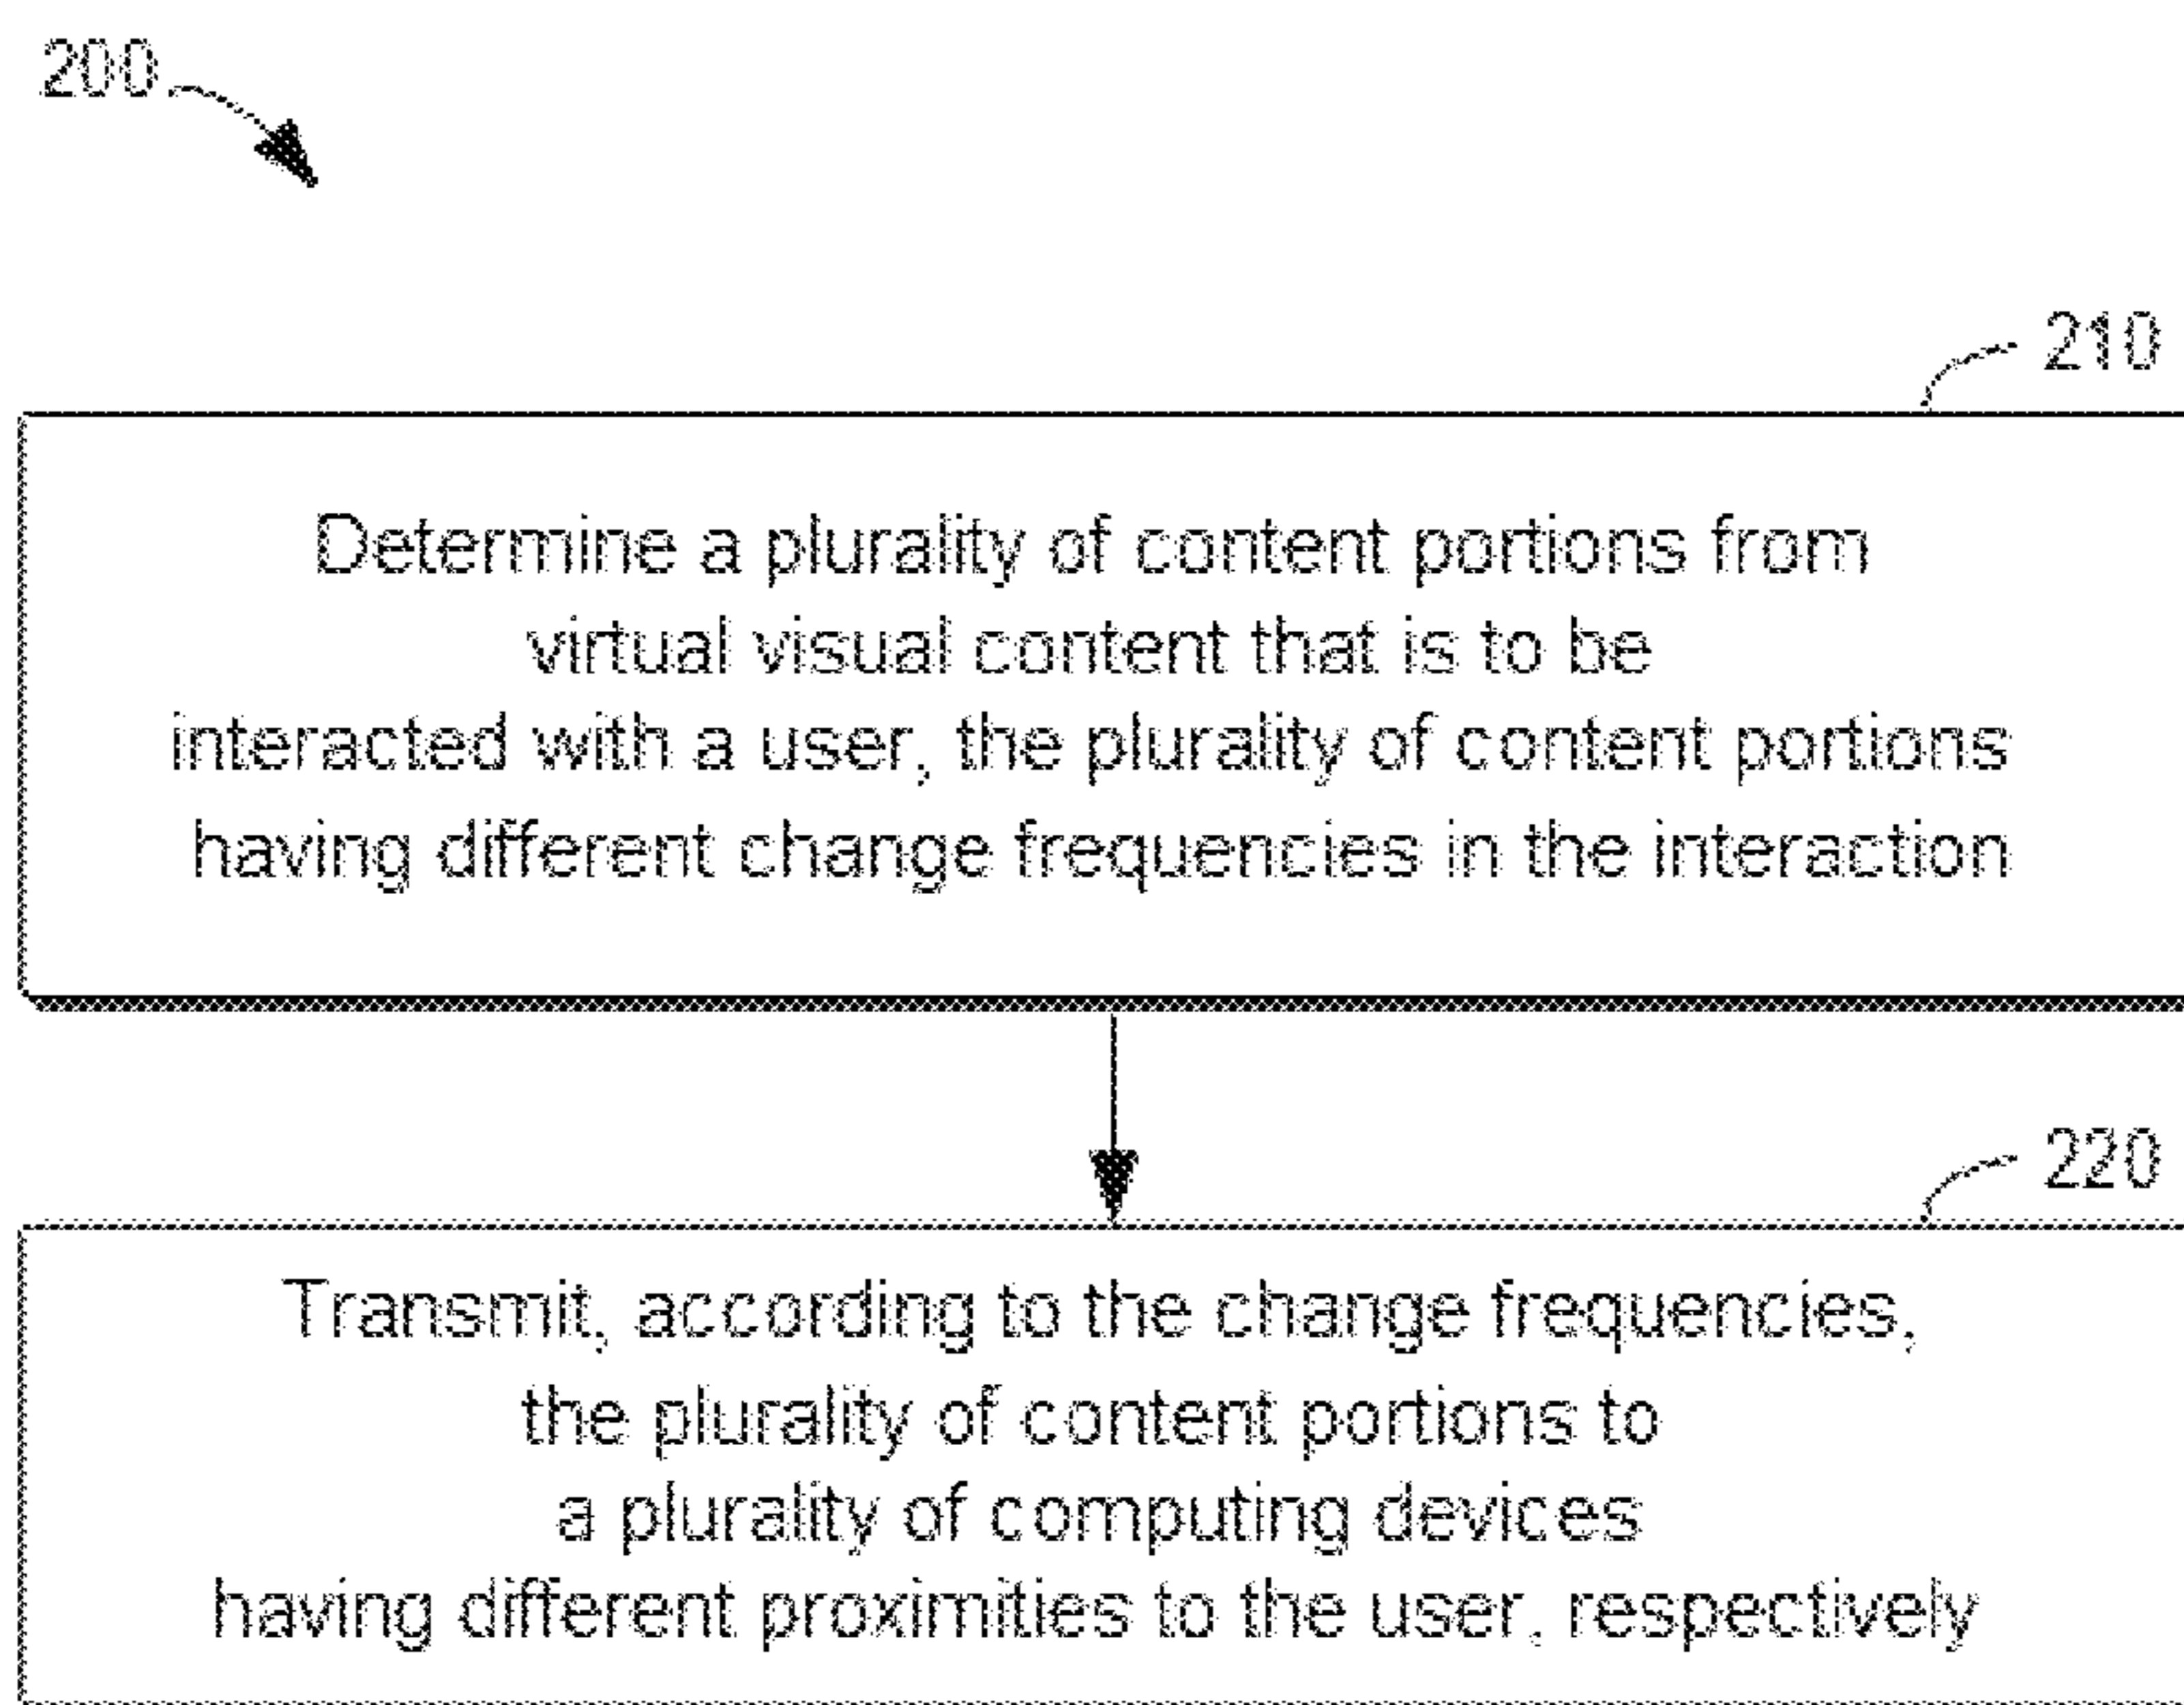 200
210
Determine a plurality of content portions from
virtual visual content that is to be
interacted with a user, the plurality of content portions
having different change frequencies in the interaction
220
Transmit, according to the change frequencies,
the plurality of content portions to
a plurality of computing devices
having different proximities to the user, respectively